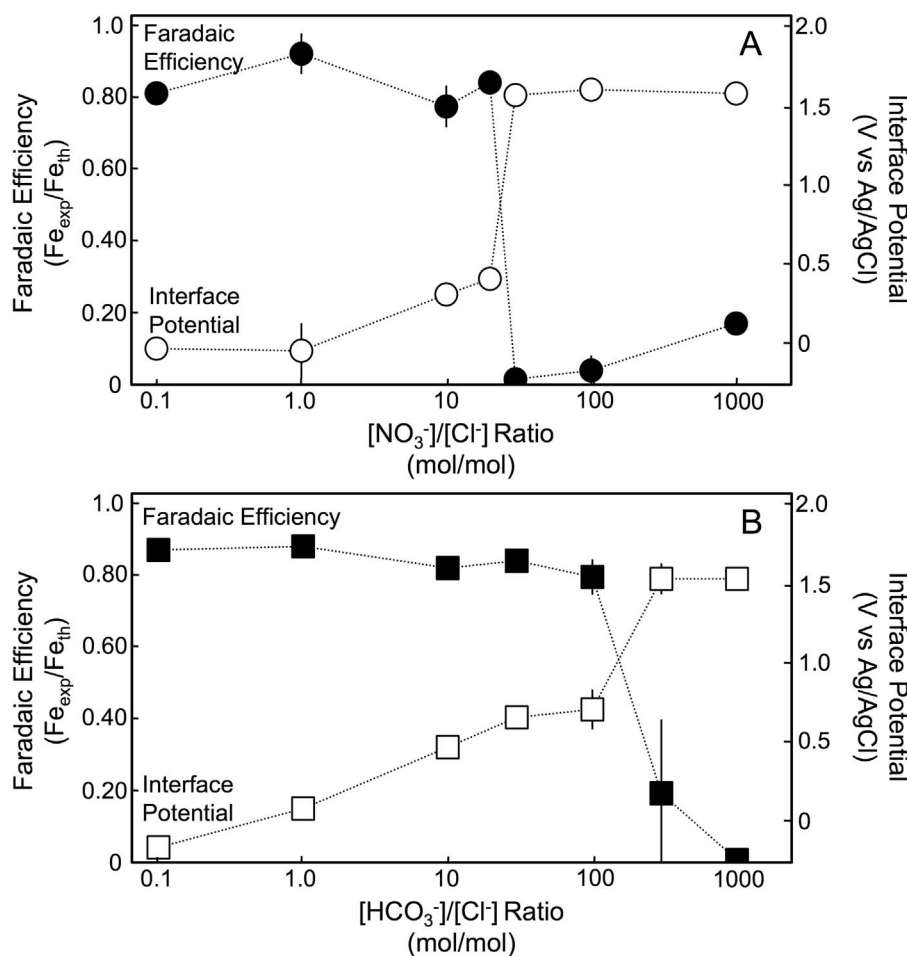 A
Faradaic
Efficiency
Interface
Potential
Faradaic Efficiency
(Fe_exp/Fe_th)
1.0
0.80
0.60
0.40
0.20
0
2.0
1.5
1.0
0.5
0
Interface Potential
(V vs Ag/AgCl)
0.1 1.0 10 100 1000
[NO₃⁻]/[Cl⁻] Ratio
(mol/mol)
B
Faradaic Efficiency
Interface
Potential
Faradaic Efficiency
(Fe_exp/Fe_th)
1.0
0.80
0.60
0.40
0.20
0
2.0
1.5
1.0
0.5
0
Interface Potential
(V vs Ag/AgCl)
0.1 1.0 10 100 1000
[HCO₃⁻]/[Cl⁻] Ratio
(mol/mol)